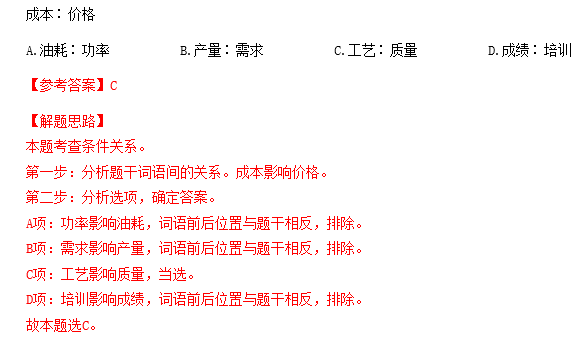 成本：价格
A.油耗：功率 B.产量：需求 C.工艺：质量 D.成绩：培训
【参考答案】C
【解题思路】
本题考查条件关系。
第一步：分析题干词语间的关系。成本影响价格。
第二步：分析选项，确定答案。
A项：功率影响油耗，词语前后位置与题干相反，排除。
B项：需求影响产量，词语前后位置与题干相反，排除。
C项：工艺影响质量，当选。
D项：培训影响成绩，词语前后位置与题干相反，排除。
故本题选C。